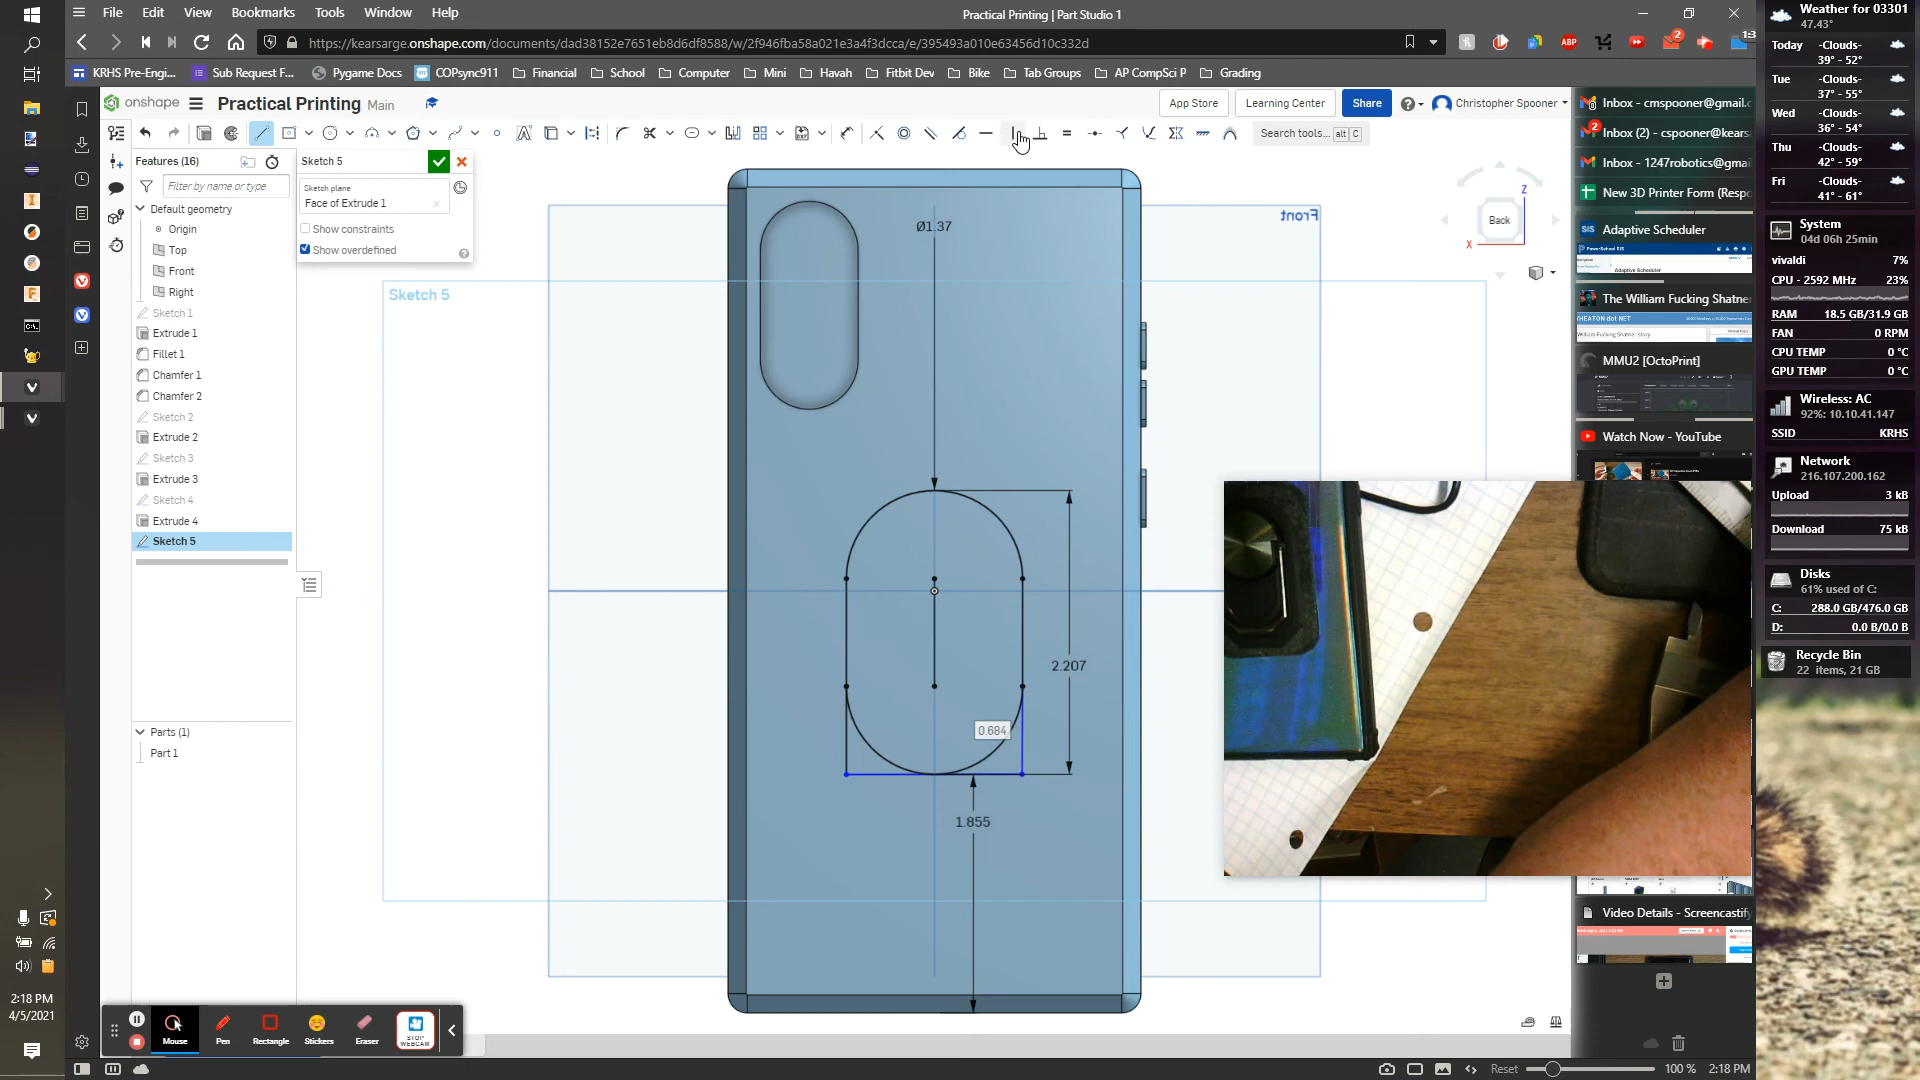 File Edit View Bookmarks Tools Window Help
Practical Printing | Part Studio 1
https://kearsarge.onshape.com/documents/dad38152e7651eb8d6df8588/w/2f946fba58a021e3a4f3dcca/e/395493a010e63456d10c332d
ABP
2
1:3
KRHS Pre-Engi... Sub Request F... Pygame Docs COPsync911 Financial School Computer Mini Havah Fitbit Dev Bike Tab Groups AP CompSci P Grading
onshape Practical Printing Main
App Store Learning Center Share Christopher Spooner
Search tools... alt C
Features (16)
Filter by name or type
Default geometry
Origin
Top
Front
Right
Sketch 1
Extrude 1
Fillet 1
Chamfer 1
Chamfer 2
Sketch 2
Extrude 2
Sketch 3
Extrude 3
Sketch 4
Extrude 4
Sketch 5
Parts (1)
Part 1
Sketch 5
Sketch plane
Face of Extrude 1
Show constraints
Show overdefined
Sketch 5
Front
Ø1.37
2.207
0.684
1.855
Z
Back
X
Inbox - cmspooner@gmail.c
Inbox (2) - cspooner@kears
Inbox - 1247robotics@gmai
New 3D Printer Form (Respo
Adaptive Scheduler
Adaptive Scheduler
The William Fucking Shatne
WHEATON dot NET
MMU2 [OctoPrint]
Watch Now - YouTube
Video Details - Screencastify
Weather for 03301
47.43°
Today -Clouds- 39° - 52°
Tue -Clouds- 37° - 55°
Wed -Clouds- 36° - 54°
Thu -Clouds- 42° - 59°
Fri -Clouds- 41° - 61°
System
04d 06h 25min
vivaldi 7%
CPU - 2592 MHz 23%
RAM 18.5 GB/31.9 GB
FAN 0 RPM
CPU TEMP 0 °C
GPU TEMP 0 °C
Wireless: AC
92%: 10.10.41.147
SSID KRHS
Network
216.107.200.162
Upload 3 kB
Download 75 kB
Disks
61% used of C:
C: 288.0 GB/476.0 GB
D: 0.0 B/0.0 B
Recycle Bin
22 items, 21 GB
Mouse Pen Rectangle Stickers Eraser STOP WEBCAM
2:18 PM
4/5/2021
Reset 100 % 2:18 PM